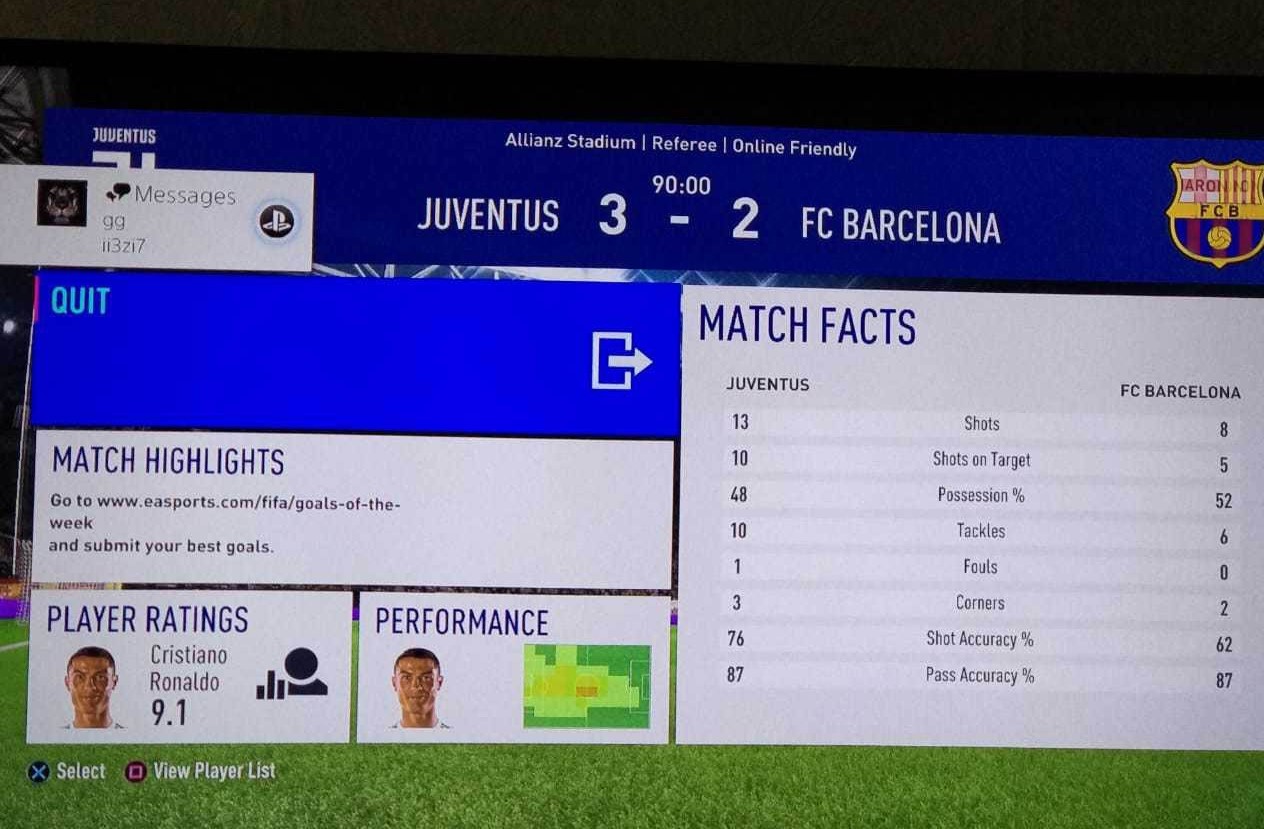 JUVENTUS
Allianz Stadium | Referee | Online Friendly
90:00
JUVENTUS 3 - 2 FC BARCELONA
FCB
Messages
gg
ii3zi7
QUIT
MATCH HIGHLIGHTS
Go to www.easports.com/fifa/goals-of-the-
week
and submit your best goals.
PLAYER RATINGS
Cristiano
Ronaldo
9.1
PERFORMANCE
MATCH FACTS
JUVENTUS FC BARCELONA
13 Shots 8
10 Shots on Target 5
48 Possession % 52
10 Tackles 6
1 Fouls 0
3 Corners 2
76 Shot Accuracy % 62
87 Pass Accuracy % 87
Select View Player List